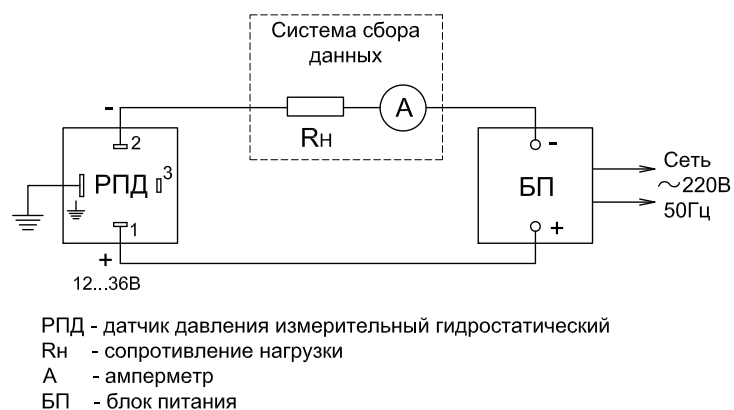 Система сбора
данных
-
A
Rн
2
-
РПД
3
БП
Сеть
~220В
50Гц
1
+
+
12...36В
РПД - датчик давления измерительный гидростатический
Rн - сопротивление нагрузки
А - амперметр
БП - блок питания